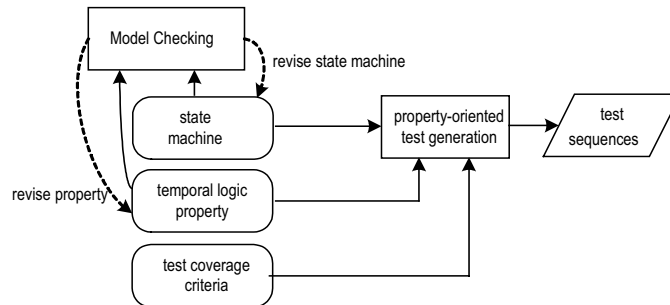 Model Checking
revise state machine
state
machine
property-oriented
test generation
test
sequences
revise property
temporal logic
property
test coverage
criteria